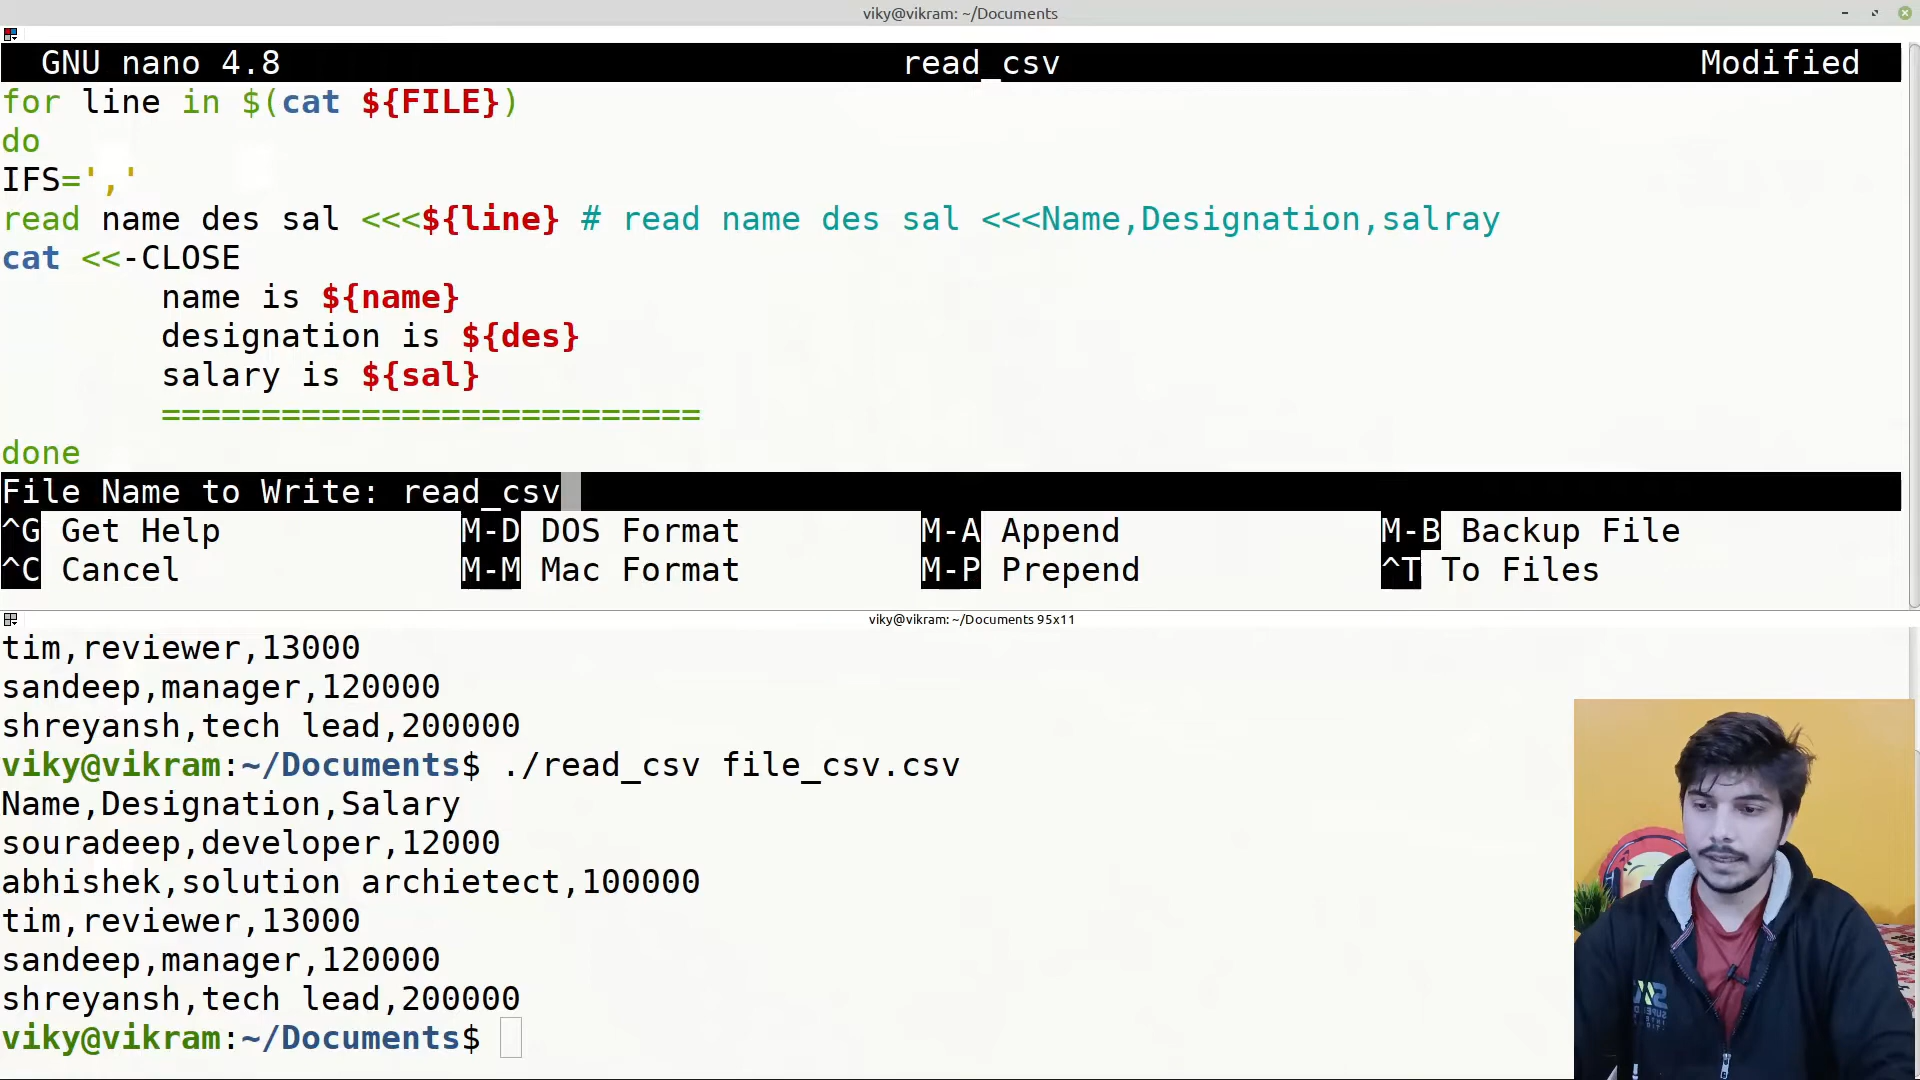 viky@vikram: ~/Documents
GNU nano 4.8 read_csv Modified
for line in $(cat ${FILE})
do
IFS=','
read name des sal <<<${line} # read name des sal <<<Name,Designation,salray
cat <<-CLOSE
name is ${name}
designation is ${des}
salary is ${sal}
===========================
done
File Name to Write: read_csv
^G Get Help M-D DOS Format M-A Append M-B Backup File
^C Cancel M-M Mac Format M-P Prepend ^T To Files
viky@vikram: ~/Documents 95x11
tim,reviewer,13000
sandeep,manager,120000
shreyansh,tech lead,200000
viky@vikram:~/Documents$ ./read_csv file_csv.csv
Name,Designation,Salary
souradeep,developer,12000
abhishek,solution archietect,100000
tim,reviewer,13000
sandeep,manager,120000
shreyansh,tech lead,200000
viky@vikram:~/Documents$